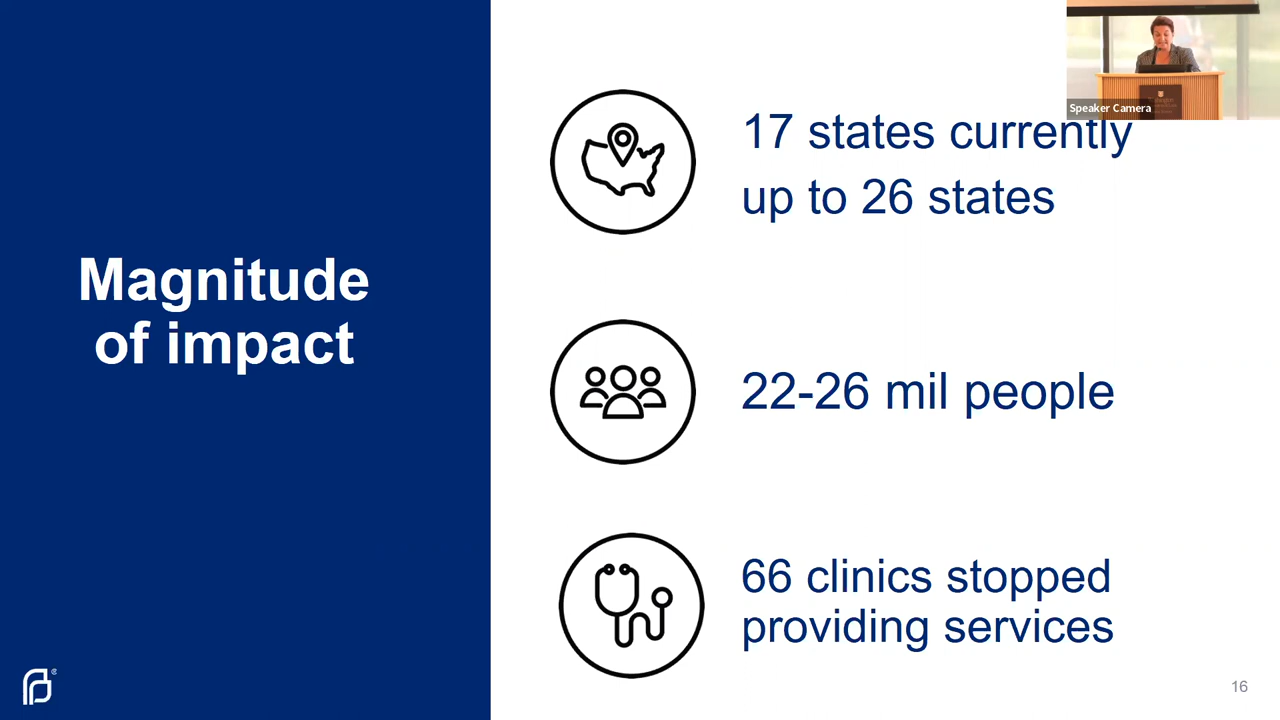 Magnitude
of impact
17 states currently
up to 26 states
22-26 mil people
66 clinics stopped
providing services
Speaker Camera
16